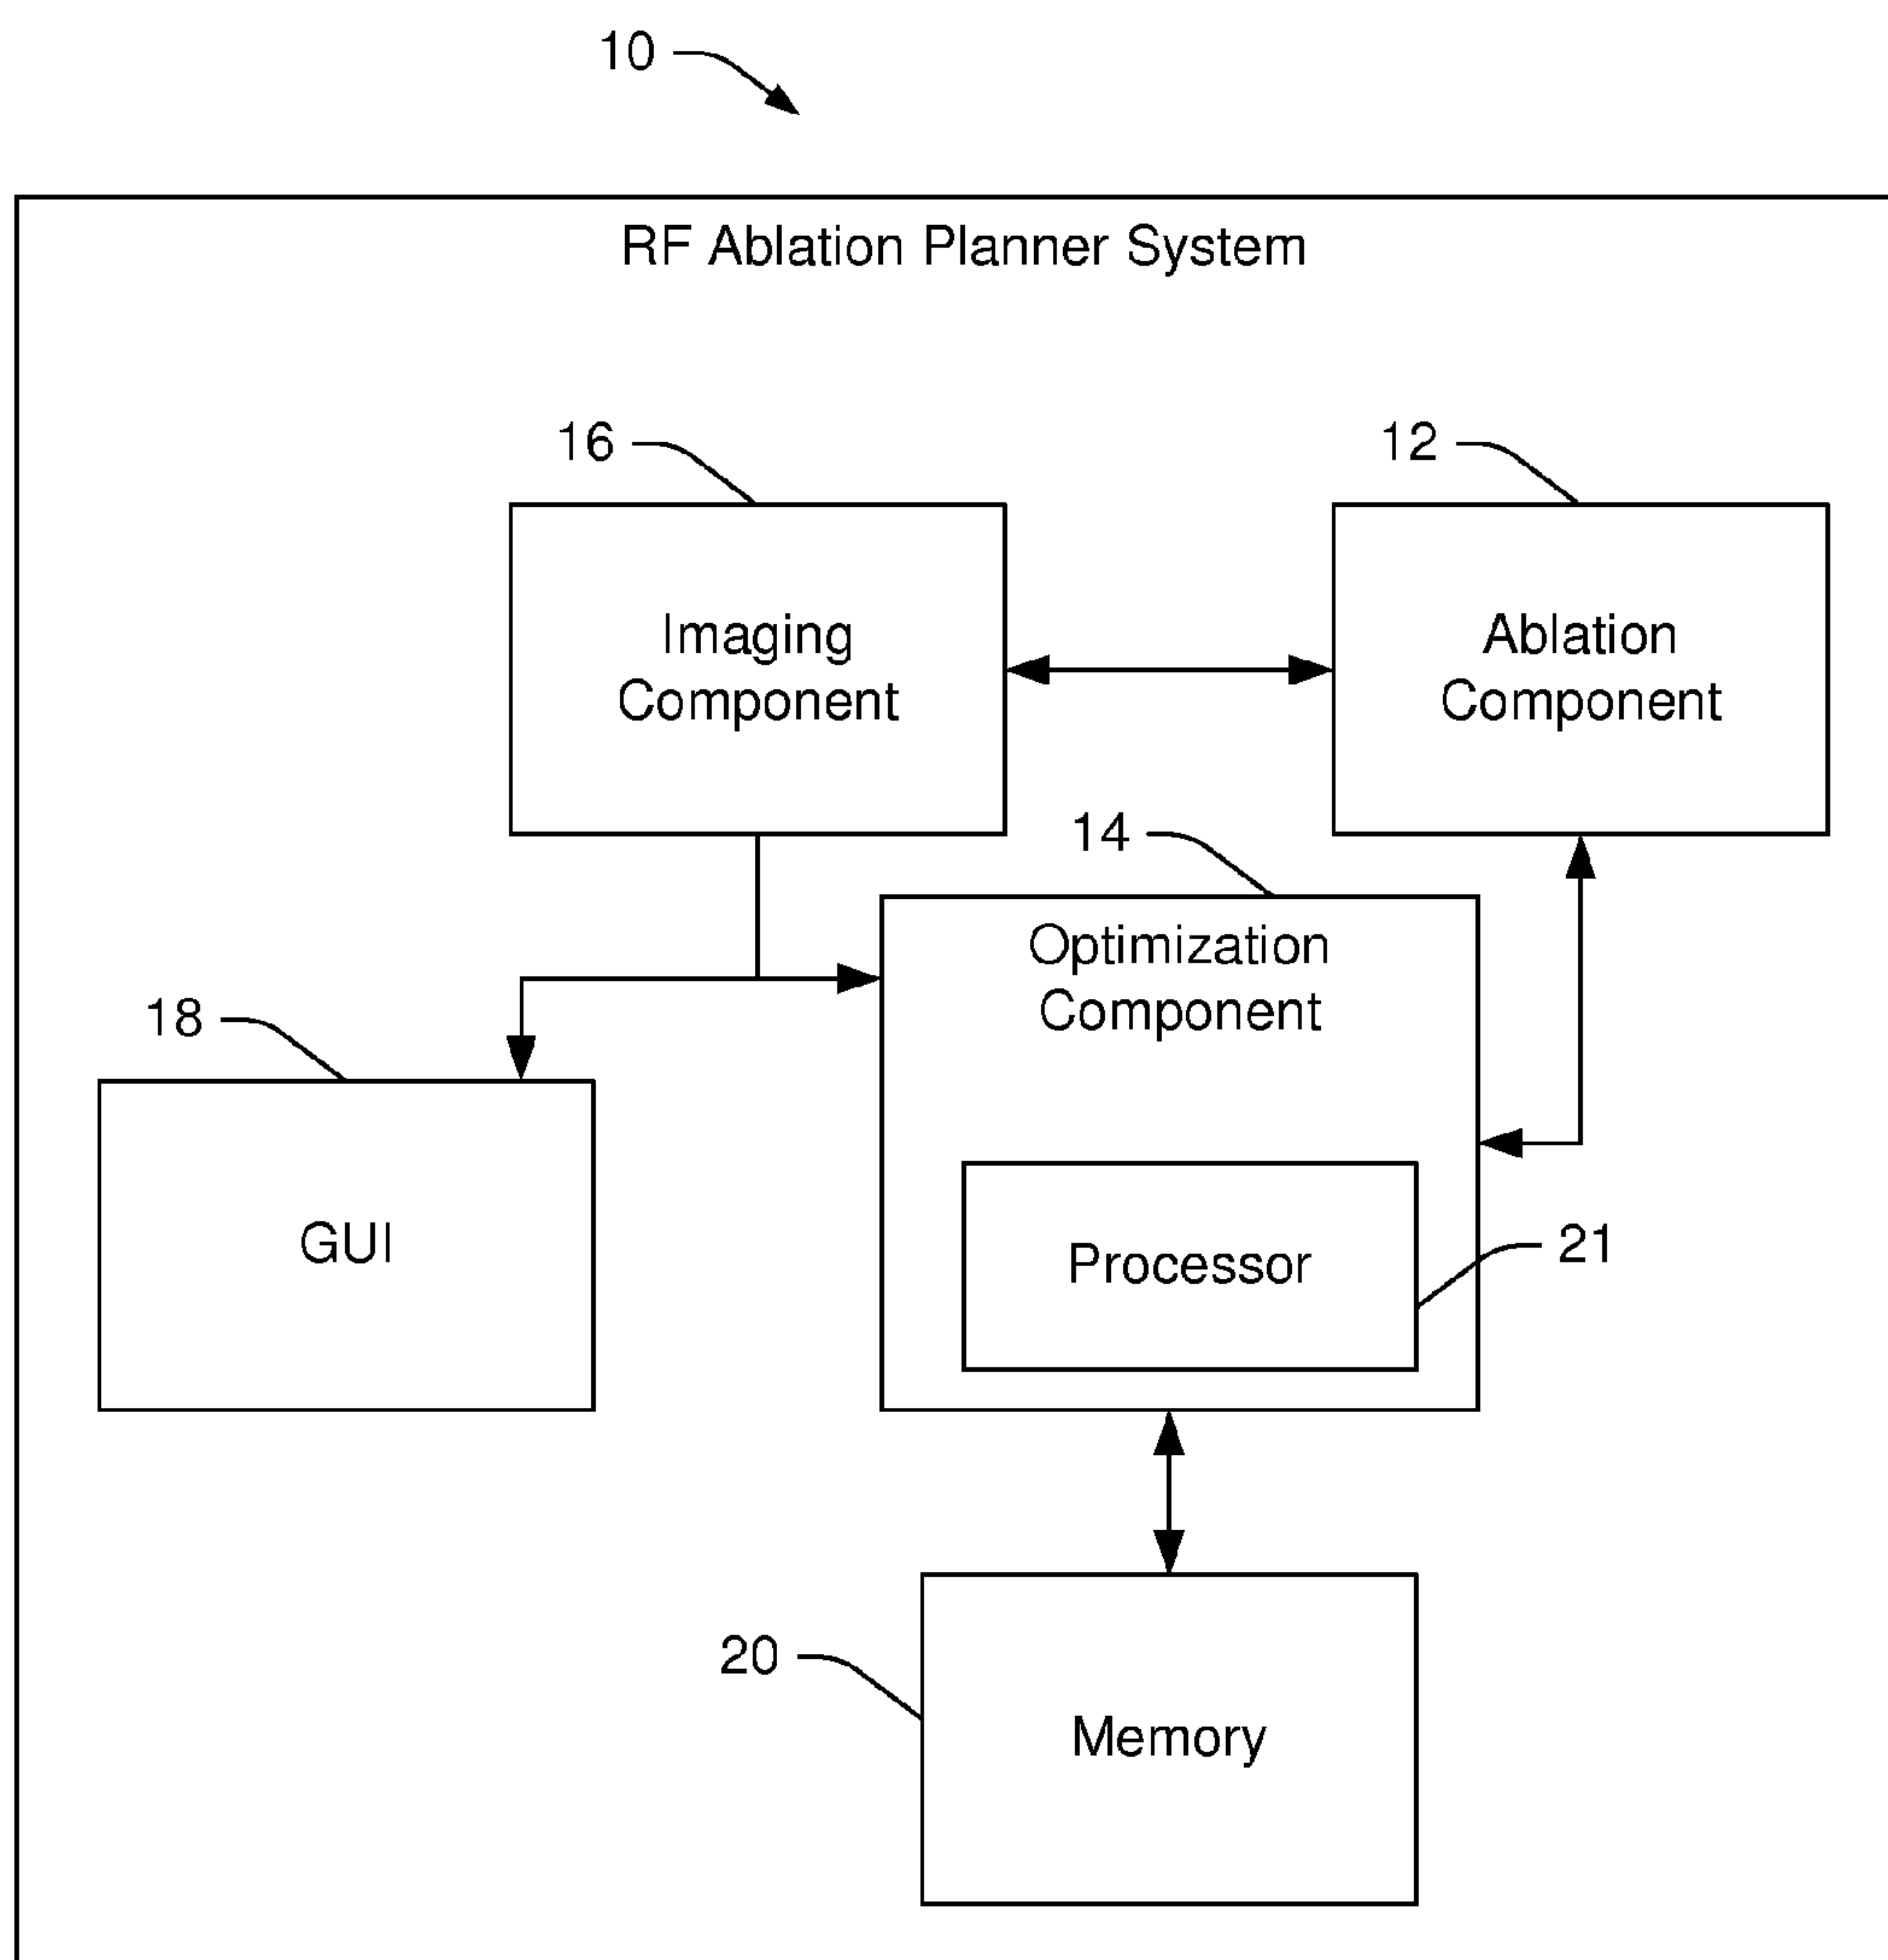 10
RF Ablation Planner System
16
12
Imaging
Component
Ablation
Component
14
Optimization
Component
18
GUI
Processor
21
20
Memory